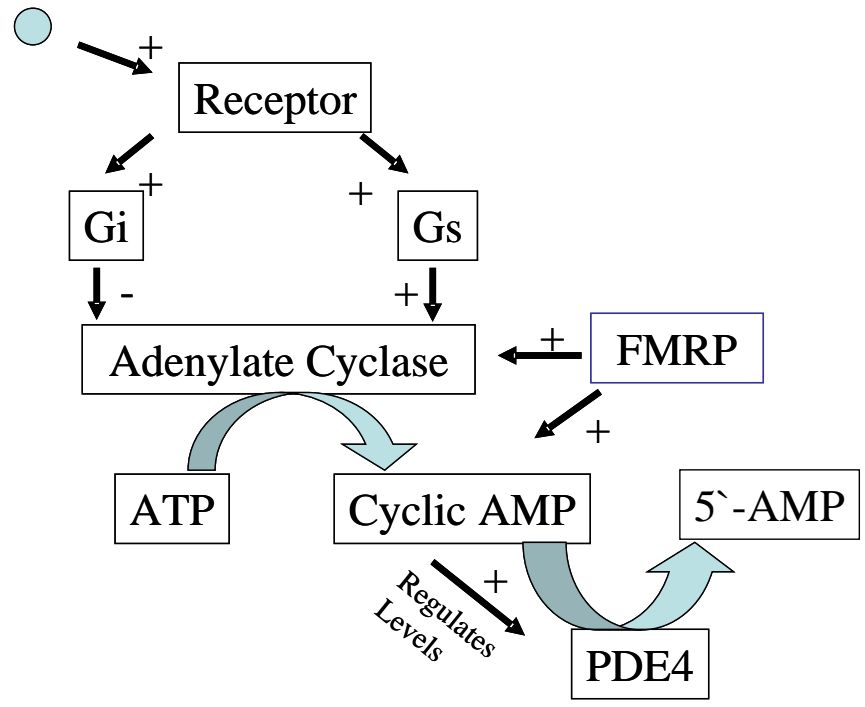 +
Receptor
+
+
Gi
Gs
-
+
Adenylate Cyclase
+
FMRP
+
ATP
Cyclic AMP
5`-AMP
+
Regulates
Levels
PDE4